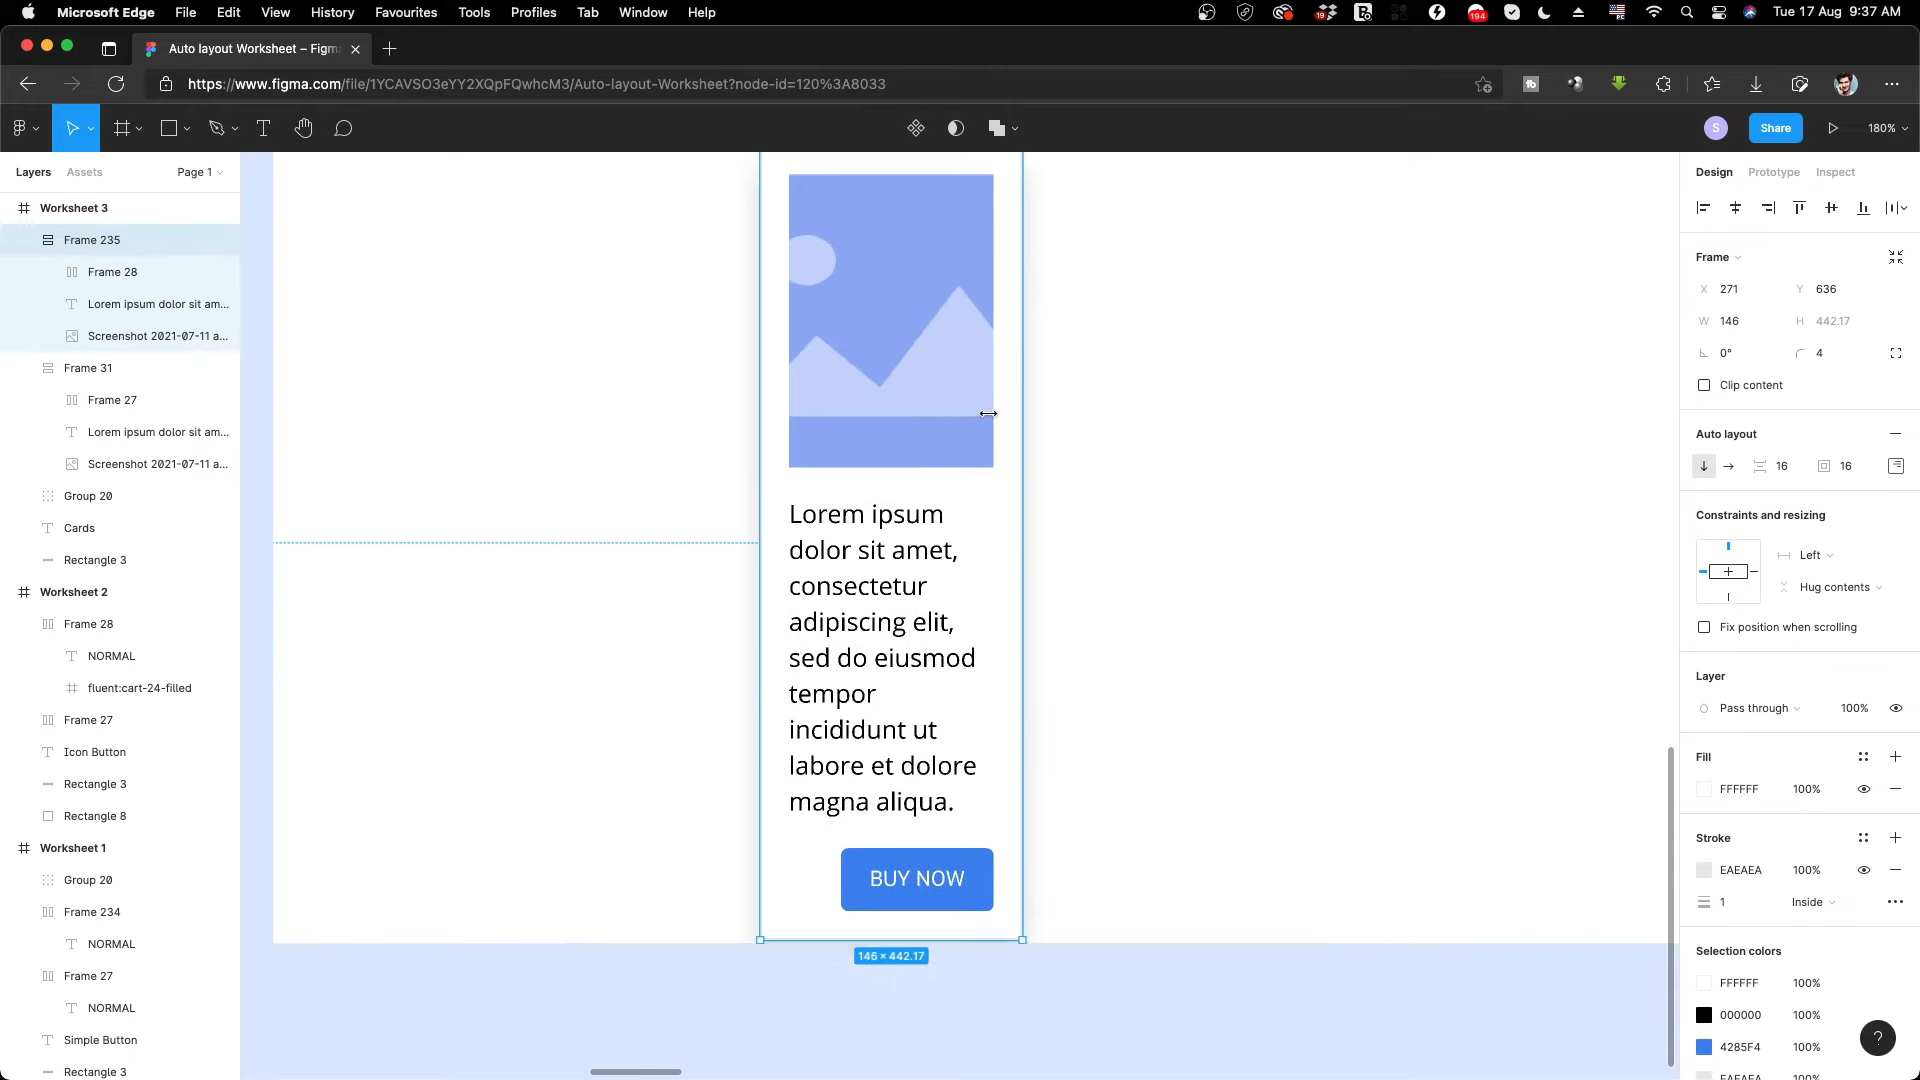 Microsoft Edge File Edit View History Favourites Tools Profiles Tab Window Help 19 194 Tue 17 Aug 9:37 AM
Auto layout Worksheet – Figma
https://www.figma.com/file/1YCAVSO3eYY2XQpFQwhcM3/Auto-layout-Worksheet?node-id=120%3A8033
S Share 180%
Layers Assets Page 1
Worksheet 3
Frame 235
Frame 28
Lorem ipsum dolor sit am...
Screenshot 2021-07-11 a...
Frame 31
Frame 27
Lorem ipsum dolor sit am...
Screenshot 2021-07-11 a...
Group 20
Cards
Rectangle 3
Worksheet 2
Frame 28
NORMAL
fluent:cart-24-filled
Frame 27
Icon Button
Rectangle 3
Rectangle 8
Worksheet 1
Group 20
Frame 234
NORMAL
Frame 27
NORMAL
Simple Button
Rectangle 3
Lorem ipsum
dolor sit amet,
consectetur
adipiscing elit,
sed do eiusmod
tempor
incididunt ut
labore et dolore
magna aliqua.
BUY NOW
146 × 442.17
Design Prototype Inspect
Frame
X 271 Y 636
W 146 H 442.17
0° 4
Clip content
Auto layout
16 16
Constraints and resizing
Left
Hug contents
Fix position when scrolling
Layer
Pass through 100%
Fill
FFFFFF 100%
Stroke
EAEAEA 100%
1 Inside
Selection colors
FFFFFF 100%
000000 100%
4285F4 100%
EAEAEA 100%
?